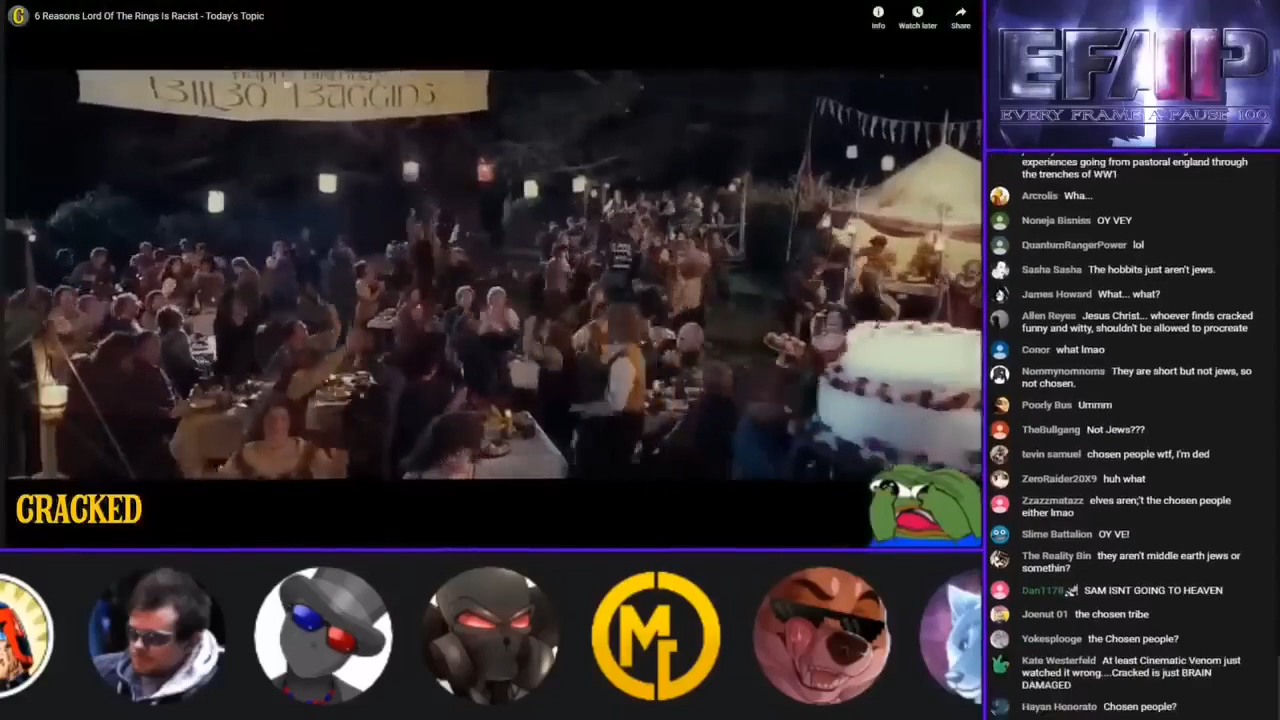 6 Reasons Lord Of The Rings Is Racist - Today's Topic
Info
Watch later
Share
HAPPY BIRTHDAY
BILBO BAGGINS
CRACKED
EFAP
EVERY FRAME A PAUSE 100
experiences going from pastoral england through
the trenches of WW1
Arcrolis Wha...
Noneja Bisniss OY VEY
QuantumRangerPower lol
Sasha Sasha The hobbits just aren't jews.
James Howard What... what?
Allen Reyes Jesus Christ... whoever finds cracked
funny and witty, shouldn't be allowed to procreate
Conor what lmao
Nommynomnoms They are short but not jews, so
not chosen.
Poorly Bus Ummm
TheBullgang Not Jews???
tevin samuel chosen people wtf, I'm ded
ZeroRaider20X9 huh what
Zzazzmatazz elves aren;'t the chosen people
either lmao
Slime Battalion OY VE!
The Reality Bin they aren't middle earth jews or
somethin?
Dan1178 SAM ISNT GOING TO HEAVEN
Joenut 01 the chosen tribe
Yokesplooge the Chosen people?
Kate Westerfeld At least Cinematic Venom just
watched it wrong....Cracked is just BRAIN
DAMAGED
Hayan Honorato Chosen people?